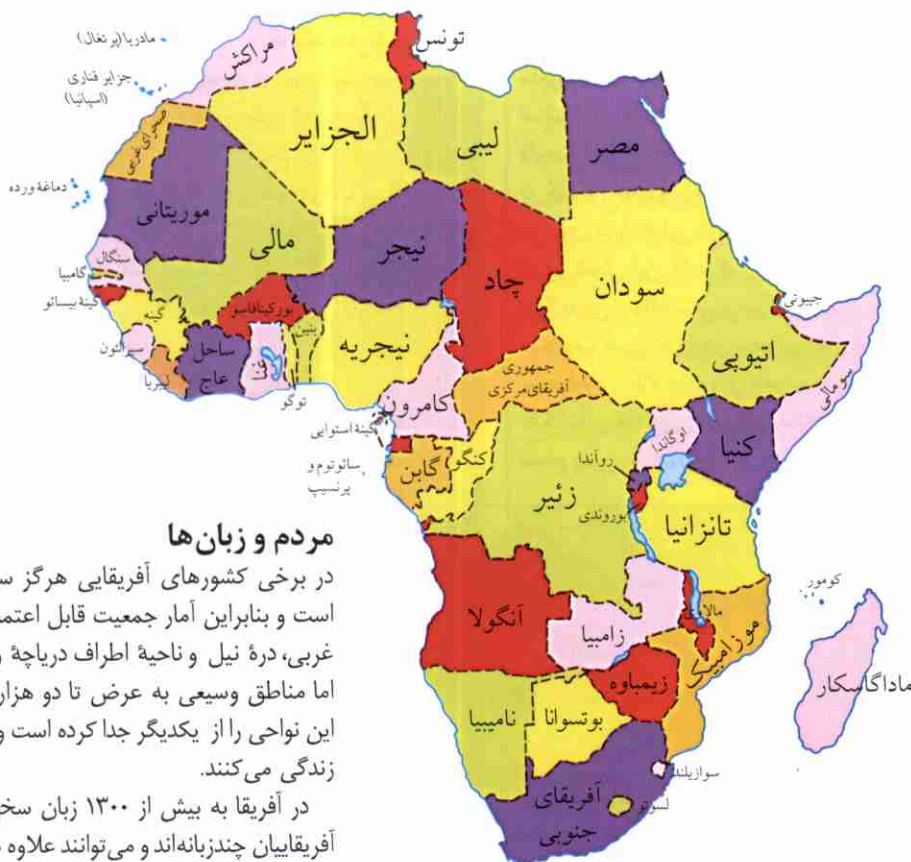 مادریا(پرتغال)
جزایر قناری
(اسپانیا)
مراکش
تونس
صحرای غربی
الجزایر
لیبی
مصر
دماغهٔ ورده
موریتانی
مالی
نیجر
چاد
سودان
جیبوتی
سنگال
گامبیا
گینهٔ بیسائو
گینه
بورکینافاسو
بنین
نیجریه
اتیوپی
سومالی
سیرالئون
لیبریا
ساحل
عاج
غنا
توگو
کامرون
جمهوری
آفریقای مرکزی
گینهٔ استوایی
سائوتوم و
پرنسیپ
گابن
کنگو
زئیر
اوگاندا
کنیا
روآندا
بوروندی
تانزانیا
آنگولا
زامبیا
مالاوی
موزامبیک
کومور
ماداگاسکار
نامیبیا
بوتسوانا
زیمباوه
سوازیلند
لسوتو
آفریقای
جنوبی
مردم و زبان‌ها
در برخی کشورهای آفریقایی هرگز
است و بنابراین آمار جمعیت قابل
غربی، درهٔ نیل و ناحیهٔ اطراف دریاچهٔ
اما مناطق وسیعی به عرض تا دو
این نواحی را از یکدیگر جدا کرده است و
زندگی می‌کنند.
در آفریقا به بیش از ۱۳۰۰ زبان
آفریقاییان چندزبانه‌اند و می‌توانند علاوه